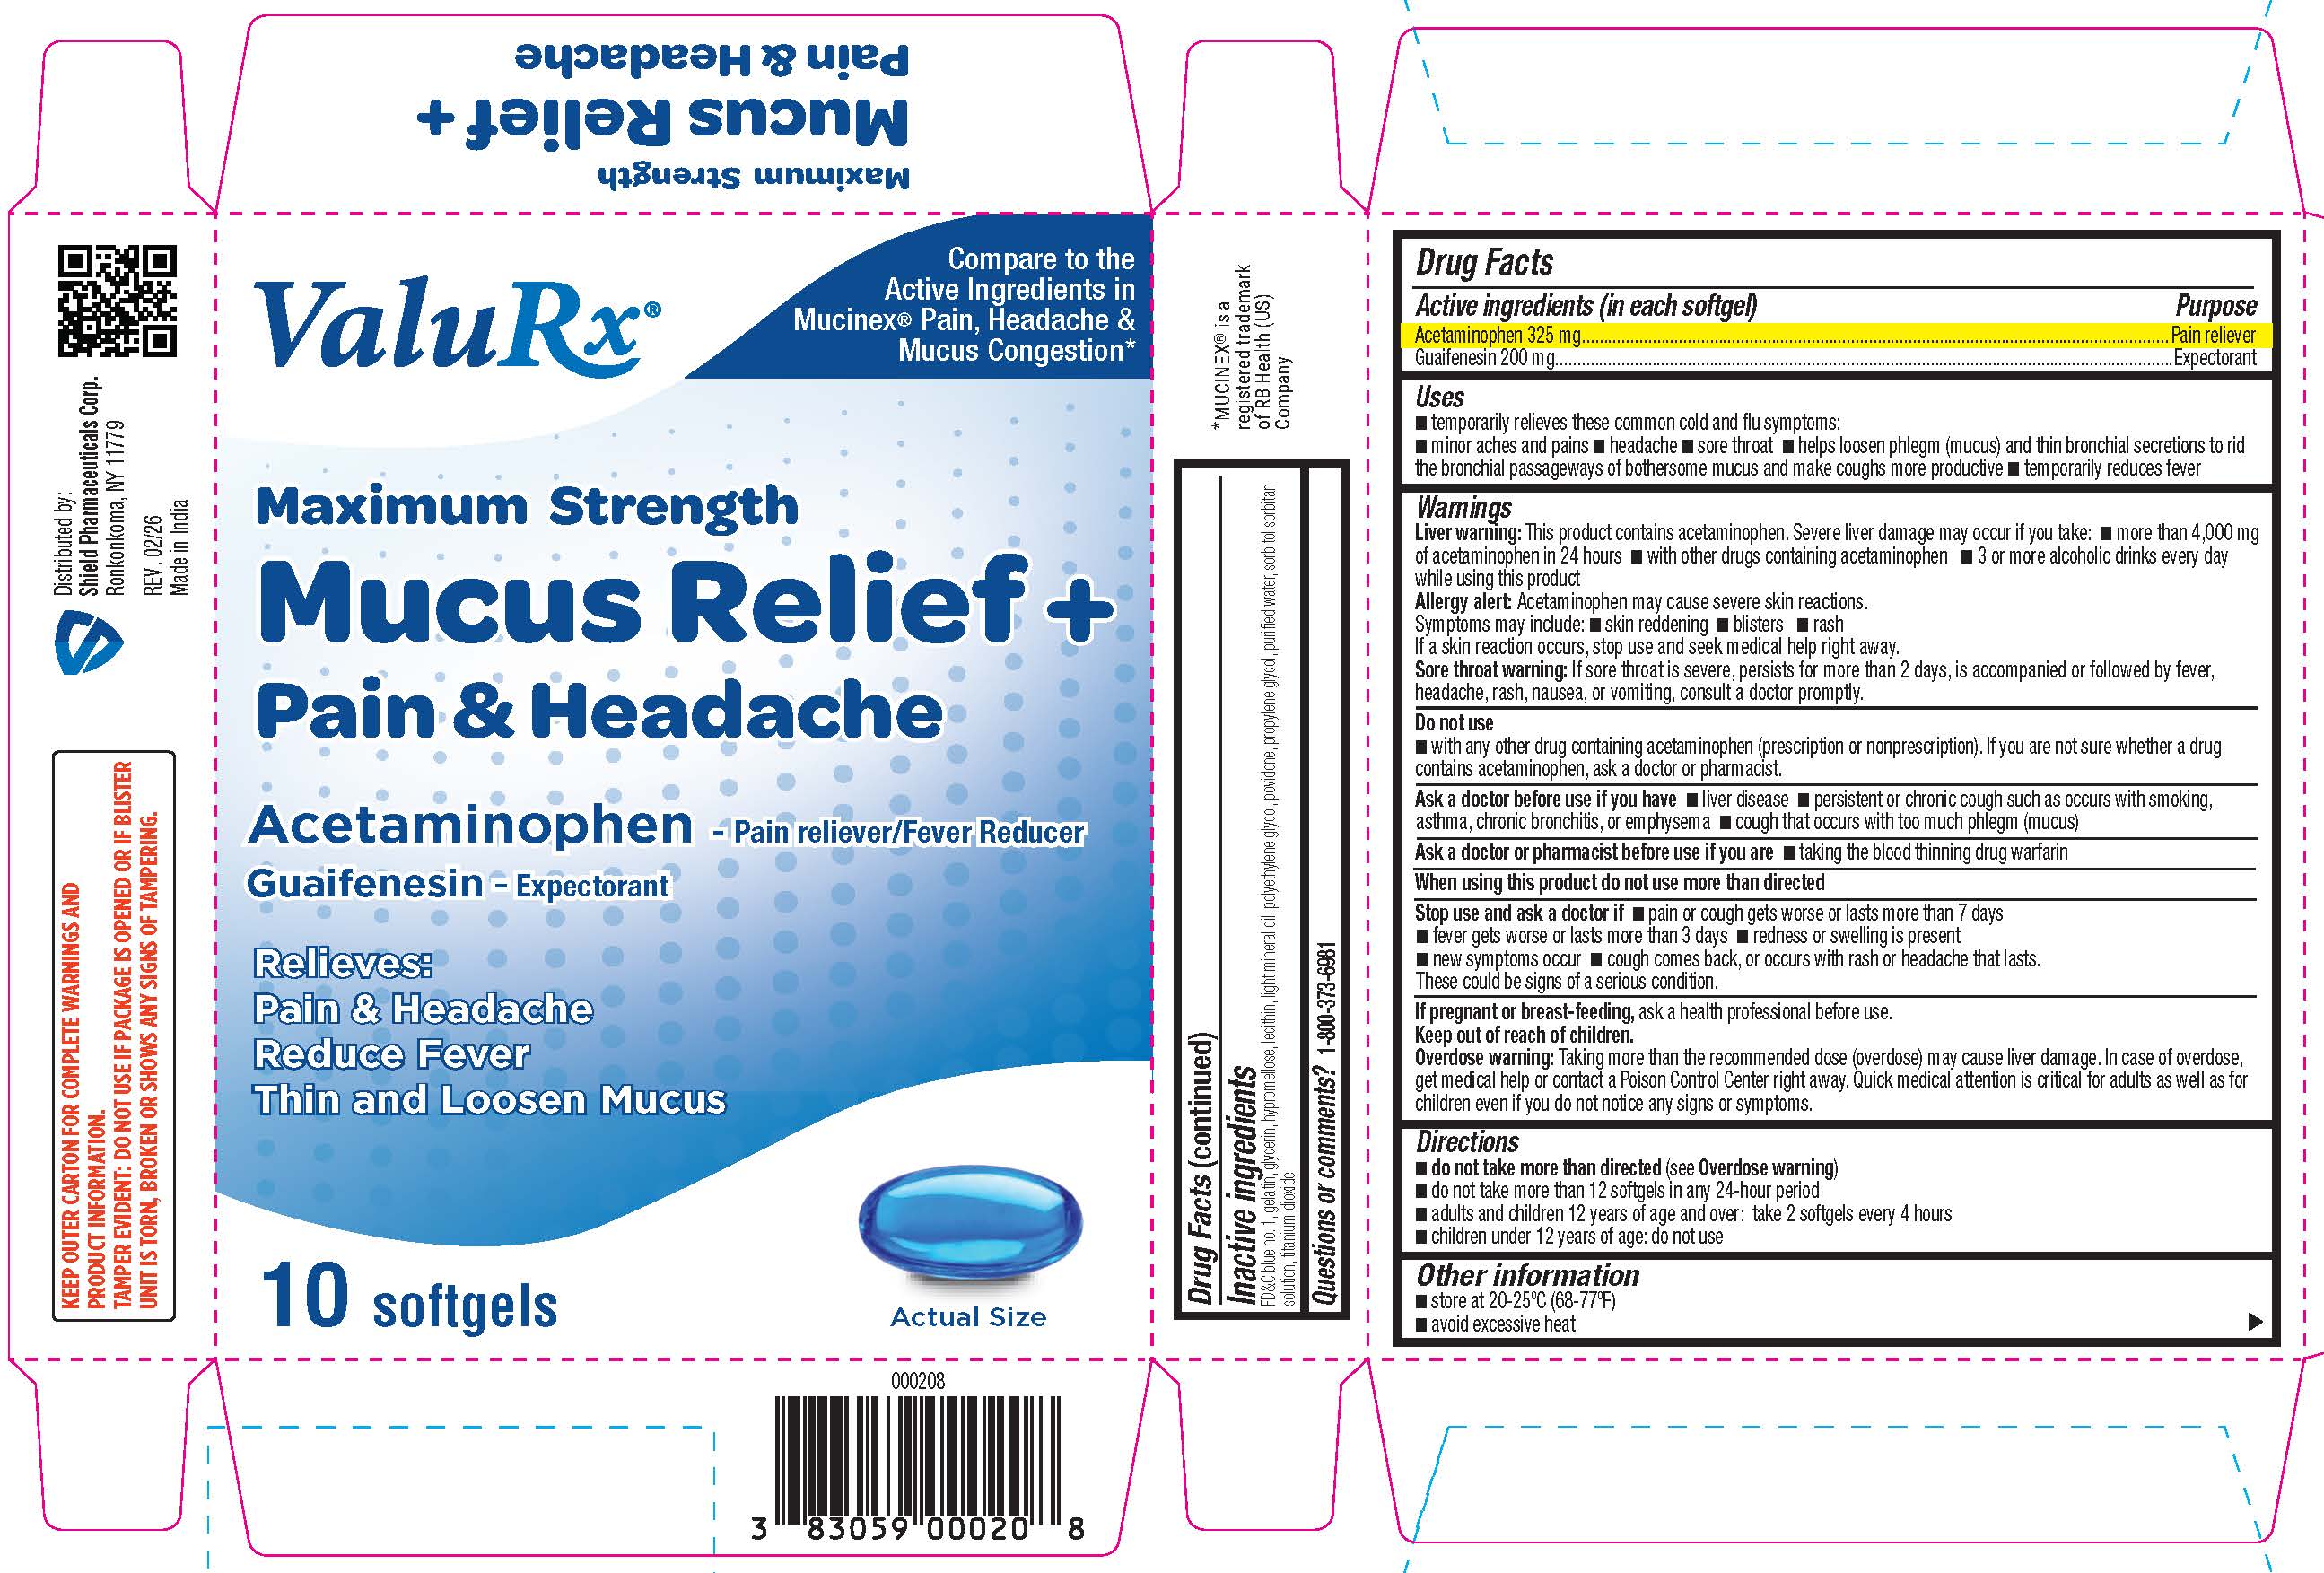 Maximum Strength
Mucus Relief +
Pain & Headache
Distributed by:
Shield Pharmaceuticals Corp.
Ronkonkoma, NY 11779
REV. 02/26
Made in India
KEEP OUTER CARTON FOR COMPLETE WARNINGS AND
PRODUCT INFORMATION.
TAMPER EVIDENT: DO NOT USE IF PACKAGE IS OPENED OR IF BLISTER
UNIT IS TORN, BROKEN OR SHOWS ANY SIGNS OF TAMPERING.
ValuRx®
Compare to the
Active Ingredients in
Mucinex® Pain, Headache &
Mucus Congestion*
Maximum Strength
Mucus Relief +
Pain & Headache
Acetaminophen - Pain reliever/Fever Reducer
Guaifenesin - Expectorant
Relieves:
Pain & Headache
Reduce Fever
Thin and Loosen Mucus
10 softgels
Actual Size
000208
3 83059 00020 8
*MUCINEX® is a
registered trademark
of RB Health (US)
Company
Drug Facts (continued)
Inactive ingredients
FD&C blue no. 1, gelatin, glycerin, hypromellose, lecithin, light mineral oil, polyethylene glycol, povidone, propylene glycol, purified water, sorbitol sorbitan
solution, titanium dioxide
Questions or comments? 1-800-373-6981
Drug Facts
Active ingredients (in each softgel) Purpose
Acetaminophen 325 mg Pain reliever
Guaifenesin 200 mg Expectorant
Uses
■ temporarily relieves these common cold and flu symptoms:
■ minor aches and pains ■ headache ■ sore throat ■ helps loosen phlegm (mucus) and thin bronchial secretions to rid
the bronchial passageways of bothersome mucus and make coughs more productive ■ temporarily reduces fever
Warnings
Liver warning: This product contains acetaminophen. Severe liver damage may occur if you take: ■ more than 4,000 mg
of acetaminophen in 24 hours ■ with other drugs containing acetaminophen ■ 3 or more alcoholic drinks every day
while using this product
Allergy alert: Acetaminophen may cause severe skin reactions.
Symptoms may include: ■ skin reddening ■ blisters ■ rash
If a skin reaction occurs, stop use and seek medical help right away.
Sore throat warning: If sore throat is severe, persists for more than 2 days, is accompanied or followed by fever,
headache, rash, nausea, or vomiting, consult a doctor promptly.
Do not use
■ with any other drug containing acetaminophen (prescription or nonprescription). If you are not sure whether a drug
contains acetaminophen, ask a doctor or pharmacist.
Ask a doctor before use if you have ■ liver disease ■ persistent or chronic cough such as occurs with smoking,
asthma, chronic bronchitis, or emphysema ■ cough that occurs with too much phlegm (mucus)
Ask a doctor or pharmacist before use if you are ■ taking the blood thinning drug warfarin
When using this product do not use more than directed
Stop use and ask a doctor if ■ pain or cough gets worse or lasts more than 7 days
■ fever gets worse or lasts more than 3 days ■ redness or swelling is present
■ new symptoms occur ■ cough comes back, or occurs with rash or headache that lasts.
These could be signs of a serious condition.
If pregnant or breast-feeding, ask a health professional before use.
Keep out of reach of children.
Overdose warning: Taking more than the recommended dose (overdose) may cause liver damage. In case of overdose,
get medical help or contact a Poison Control Center right away. Quick medical attention is critical for adults as well as for
children even if you do not notice any signs or symptoms.
Directions
■ do not take more than directed (see Overdose warning)
■ do not take more than 12 softgels in any 24-hour period
■ adults and children 12 years of age and over: take 2 softgels every 4 hours
■ children under 12 years of age: do not use
Other information
■ store at 20-25ºC (68-77ºF)
■ avoid excessive heat